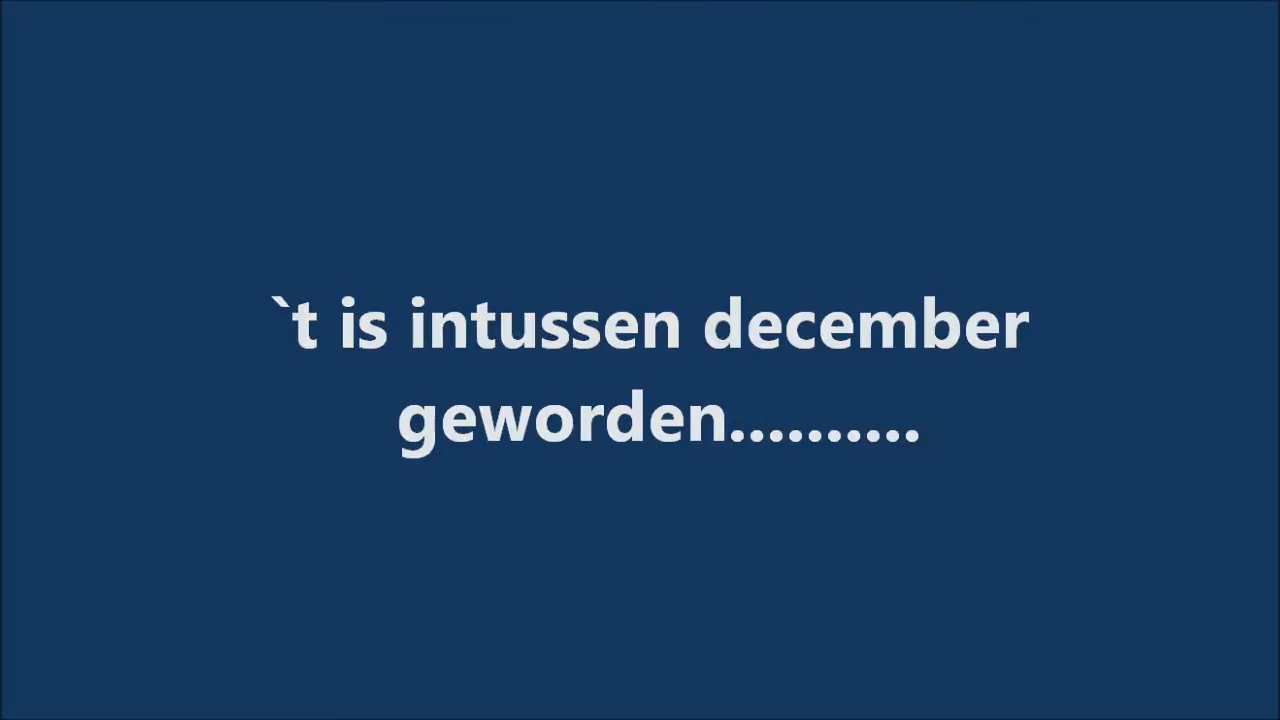 `t is intussen december
geworden..........